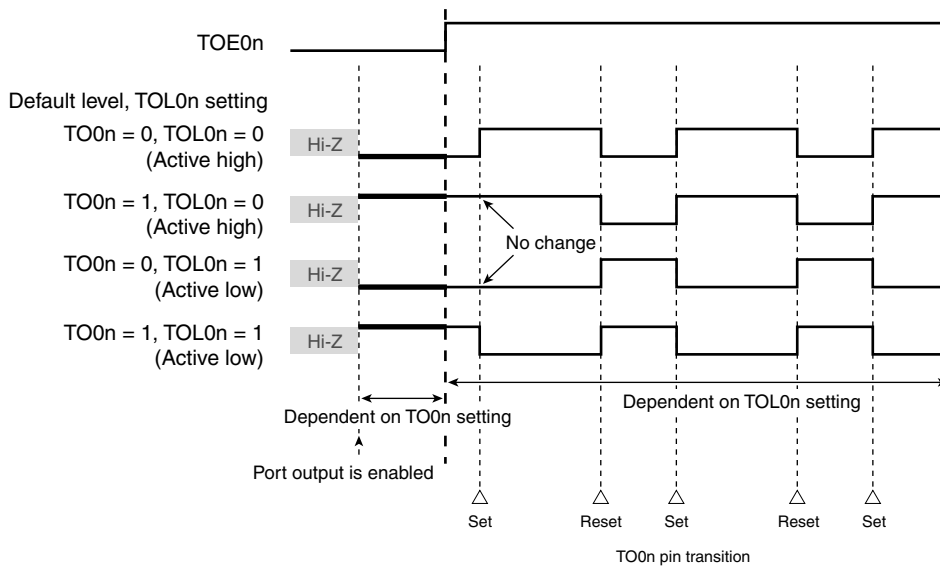 TOE0n
Default level, TOL0n setting
TO0n = 0, TOL0n = 0
(Active high)
Hi-Z
TO0n = 1, TOL0n = 0
(Active high)
Hi-Z
No change
TO0n = 0, TOL0n = 1
(Active low)
Hi-Z
TO0n = 1, TOL0n = 1
(Active low)
Hi-Z
Dependent on TO0n setting
Dependent on TOL0n setting
Port output is enabled
Set
Reset
Set
Reset
Set
TO0n pin transition